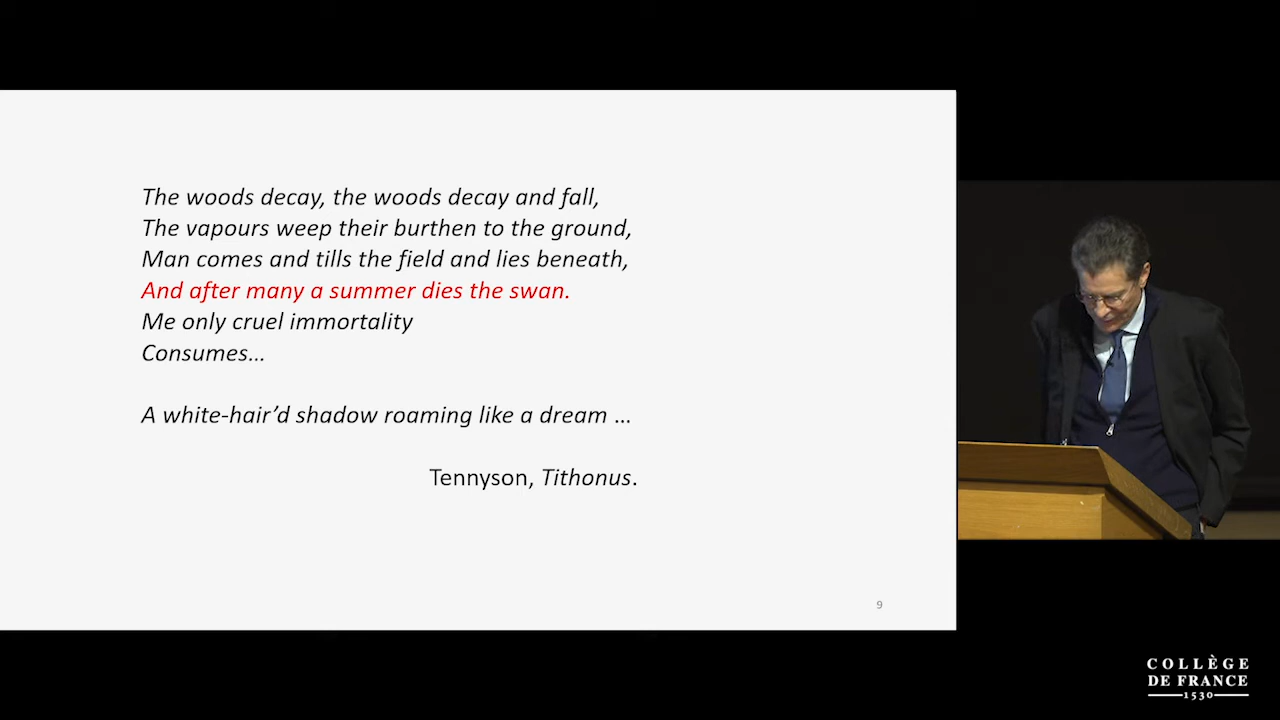 The woods decay, the woods decay and fall,
The vapours weep their burthen to the ground,
Man comes and tills the field and lies beneath,
And after many a summer dies the swan.
Me only cruel immortality
Consumes…
A white-hair’d shadow roaming like a dream …
Tennyson, Tithonus.
9
COLLÈGE
DE FRANCE
1530